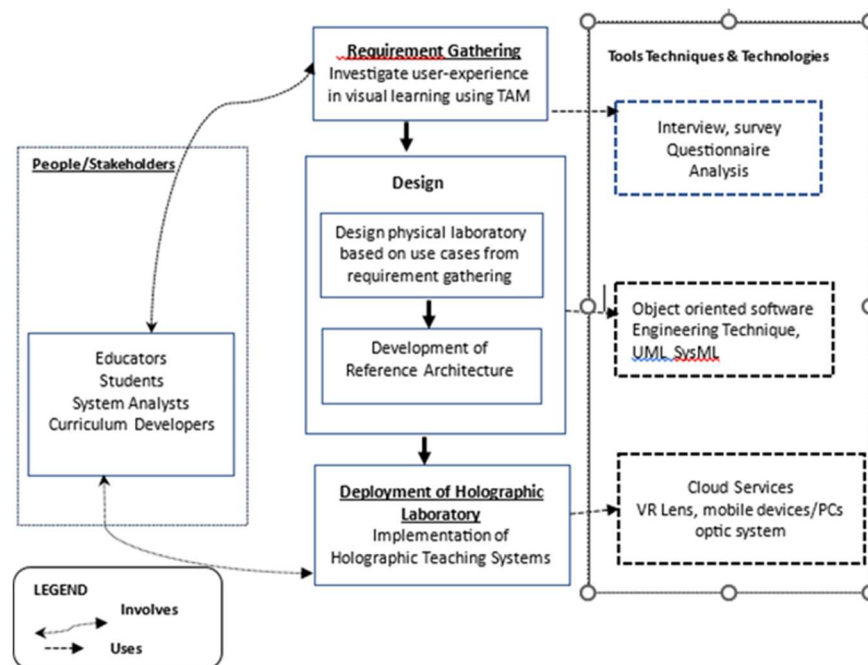 Requirement Gathering
Investigate user-experience
in visual learning using TAM
Tools Techniques & Technologies
Interview, survey
Questionnaire
Analysis
People/Stakeholders
Educators
Students
System Analysts
Curriculum Developers
Design
Design physical laboratory
based on use cases from
requirement gathering
Development of
Reference Architecture
Object oriented software
Engineering Technique,
UML SysML
Deployment of Holographic
Laboratory
Implementation of
Holographic Teaching Systems
Cloud Services
VR Lens, mobile devices/PCs
optic system
LEGEND
Involves
Uses